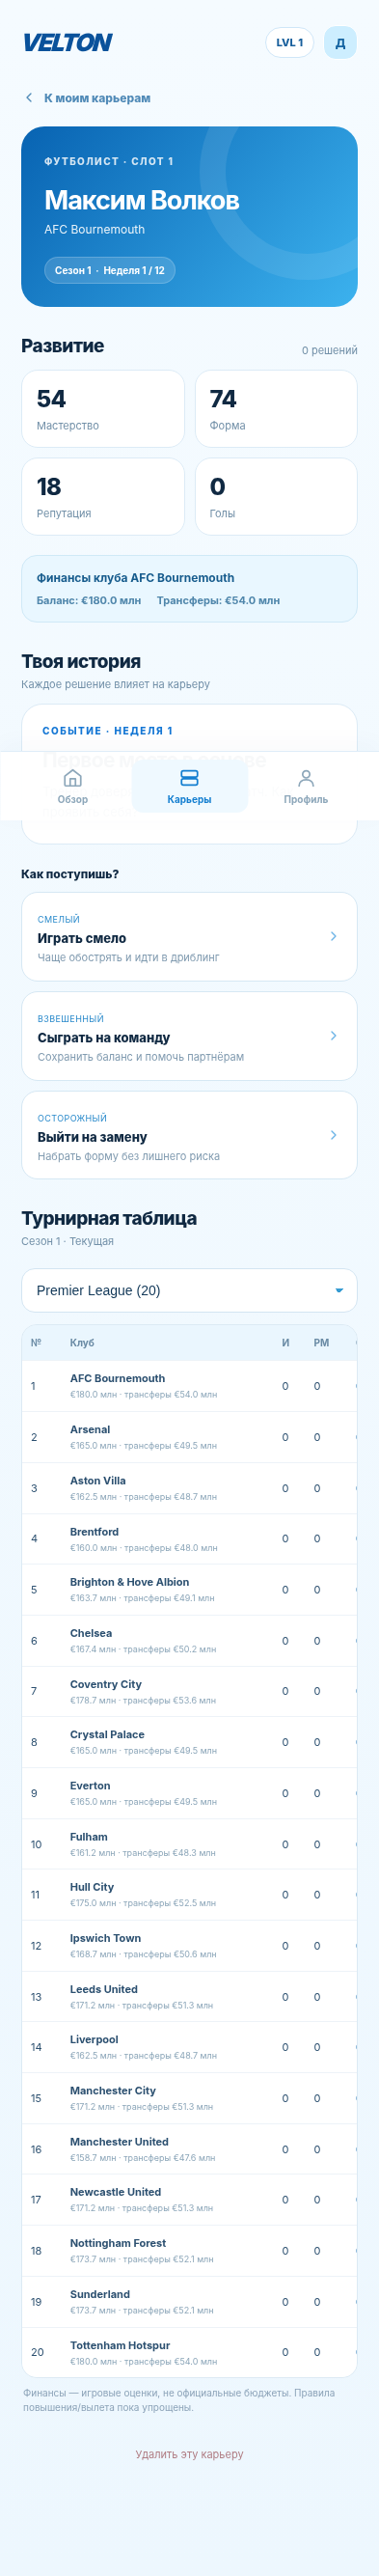 VELTON
LVL 1
Д
К моим карьерам
ФУТБОЛИСТ · СЛОТ 1
Максим Волков
AFC Bournemouth
Сезон 1 · Неделя 1 / 12
Развитие
0 решений
54
Мастерство
74
Форма
18
Репутация
0
Голы
Финансы клуба AFC Bournemouth
Баланс: €180.0 млн Трансферы: €54.0 млн
Твоя история
Каждое решение влияет на карьеру
СОБЫТИЕ · НЕДЕЛЯ 1
Обзор
Карьеры
Профиль
Как поступишь?
СМЕЛЫЙ
Играть смело
Чаще обострять и идти в дриблинг
ВЗВЕШЕННЫЙ
Сыграть на команду
Сохранить баланс и помочь партнёрам
ОСТОРОЖНЫЙ
Выйти на замену
Набрать форму без лишнего риска
Турнирная таблица
Сезон 1 · Текущая
Premier League (20)
№ Клуб И РМ
1 AFC Bournemouth 0 0
€180.0 млн · трансферы €54.0 млн
2 Arsenal 0 0
€165.0 млн · трансферы €49.5 млн
3 Aston Villa 0 0
€162.5 млн · трансферы €48.7 млн
4 Brentford 0 0
€160.0 млн · трансферы €48.0 млн
5 Brighton & Hove Albion 0 0
€163.7 млн · трансферы €49.1 млн
6 Chelsea 0 0
€167.4 млн · трансферы €50.2 млн
7 Coventry City 0 0
€178.7 млн · трансферы €53.6 млн
8 Crystal Palace 0 0
€165.0 млн · трансферы €49.5 млн
9 Everton 0 0
€165.0 млн · трансферы €49.5 млн
10 Fulham 0 0
€161.2 млн · трансферы €48.3 млн
11 Hull City 0 0
€175.0 млн · трансферы €52.5 млн
12 Ipswich Town 0 0
€168.7 млн · трансферы €50.6 млн
13 Leeds United 0 0
€171.2 млн · трансферы €51.3 млн
14 Liverpool 0 0
€162.5 млн · трансферы €48.7 млн
15 Manchester City 0 0
€171.2 млн · трансферы €51.3 млн
16 Manchester United 0 0
€158.7 млн · трансферы €47.6 млн
17 Newcastle United 0 0
€171.2 млн · трансферы €51.3 млн
18 Nottingham Forest 0 0
€173.7 млн · трансферы €52.1 млн
19 Sunderland 0 0
€173.7 млн · трансферы €52.1 млн
20 Tottenham Hotspur 0 0
€180.0 млн · трансферы €54.0 млн
Финансы — игровые оценки, не официальные бюджеты. Правила
повышения/вылета пока упрощены.
Удалить эту карьеру